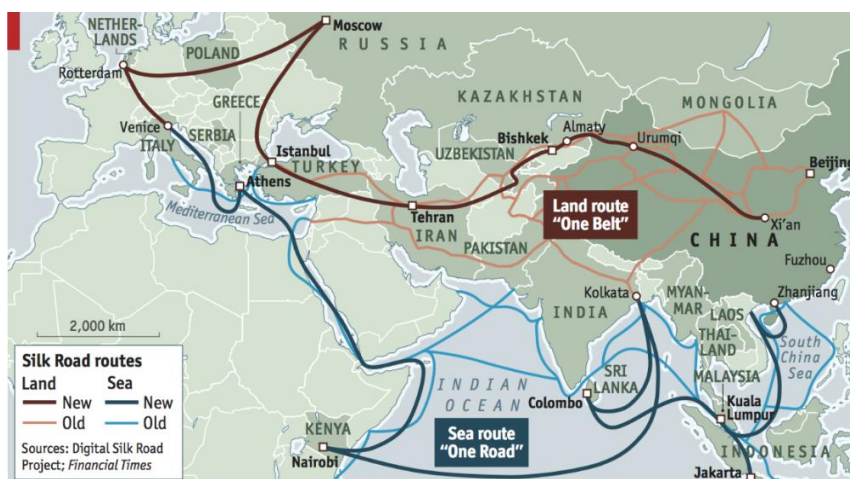 NETHER-
LANDS
Moscow
RUSSIA
POLAND
Rotterdam
GREECE
KAZAKHSTAN
MONGOLIA
Venice
ITALY
SERBIA
Istanbul
TURKEY
UZBEKISTAN
Bishkek
Almaty
Urumqi
Beijing
Athens
Mediterranean Sea
Tehran
IRAN
PAKISTAN
Land route
"One Belt"
Xi'an
CHINA
Fuzhou
Kolkata
INDIA
MYAN-
MAR
LAOS
THAI-
LAND
Zhanjiang
South
China
Sea
2,000 km
Silk Road routes
Land Sea
New New
Old Old
Sources: Digital Silk Road
Project; Financial Times
INDIAN
OCEAN
SRI
LANKA
Colombo
MALAYSIA
Kuala
Lumpur
KENYA
Nairobi
Sea route
"One Road"
INDONESIA
Jakarta